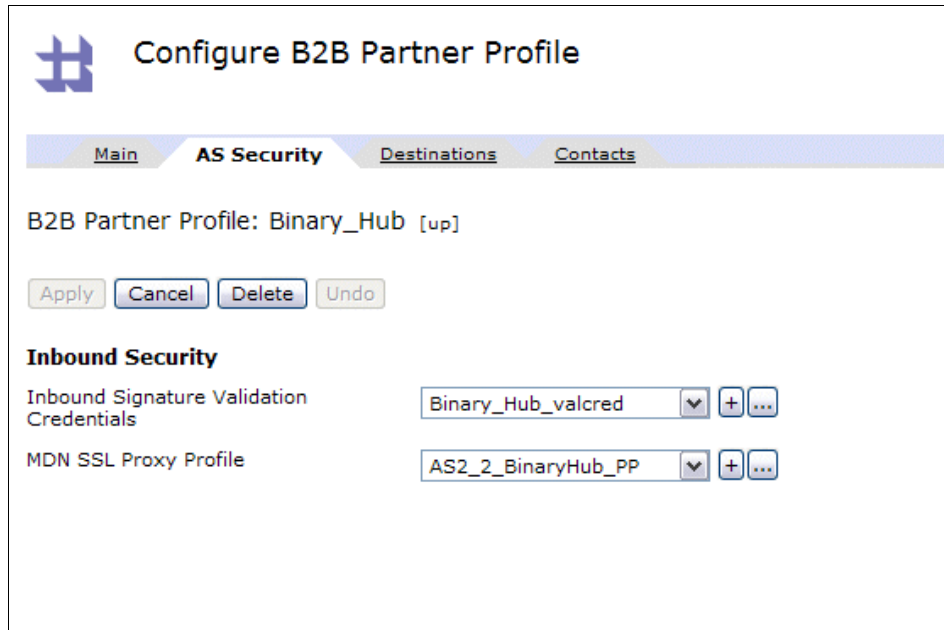 Configure B2B Partner Profile
Main AS Security Destinations Contacts
B2B Partner Profile: Binary_Hub [up]
Apply Cancel Delete Undo
Inbound Security
Inbound Signature Validation
Credentials
Binary_Hub_valcred + ...
MDN SSL Proxy Profile AS2_2_BinaryHub_PP + ...